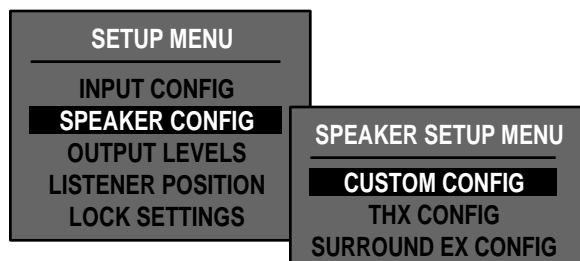 SETUP MENU
INPUT CONFIG
SPEAKER CONFIG
OUTPUT LEVELS
LISTENER POSITION
LOCK SETTINGS
SPEAKER SETUP MENU
CUSTOM CONFIG
THX CONFIG
SURROUND EX CONFIG